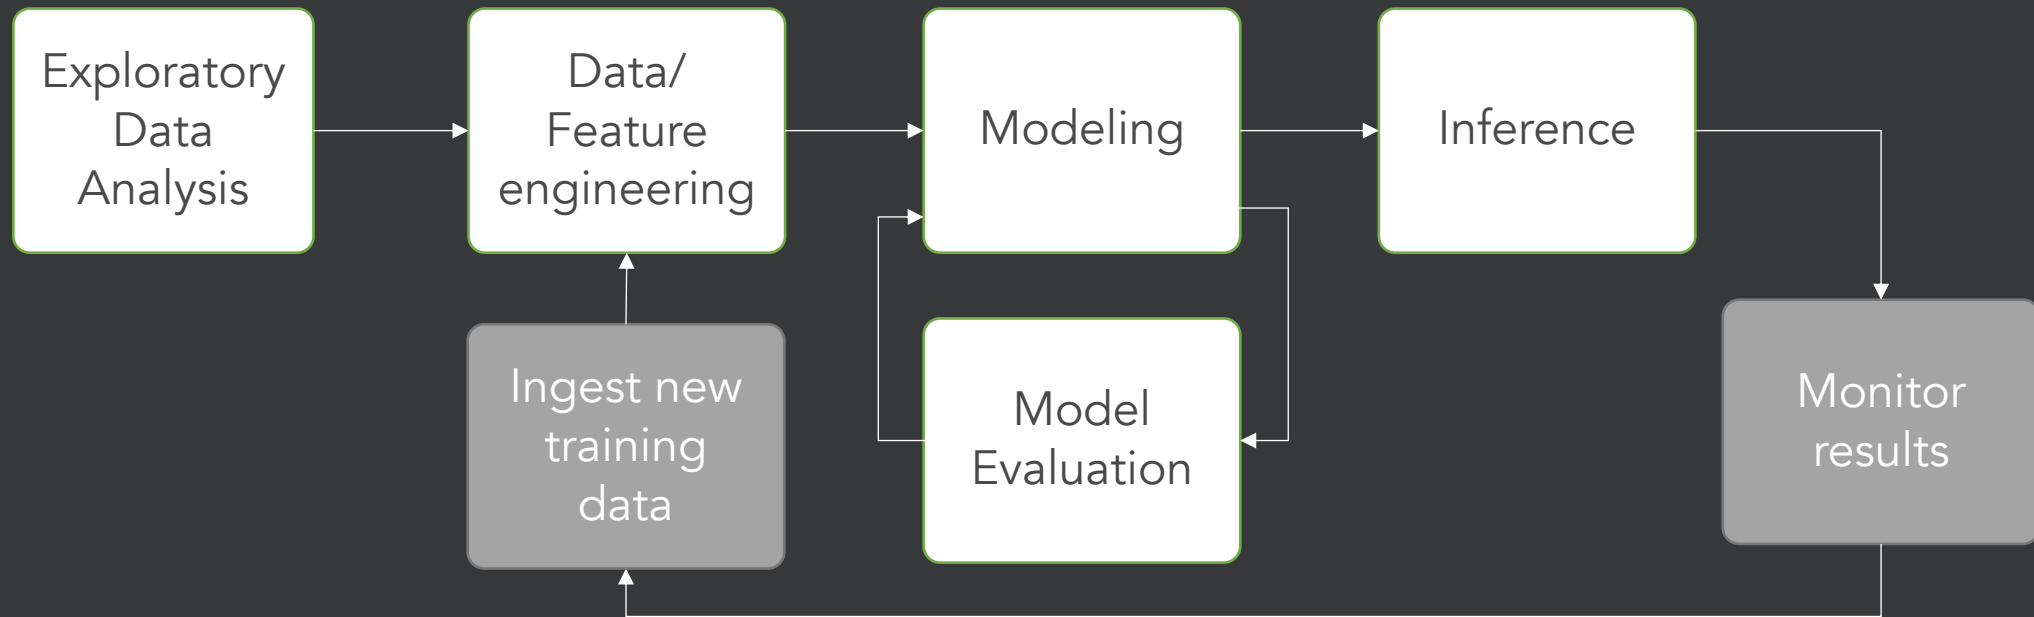 Exploratory
Data
Analysis
Data/
Feature
engineering
Modeling
Inference
Ingest new
training
data
Model
Evaluation
Monitor
results